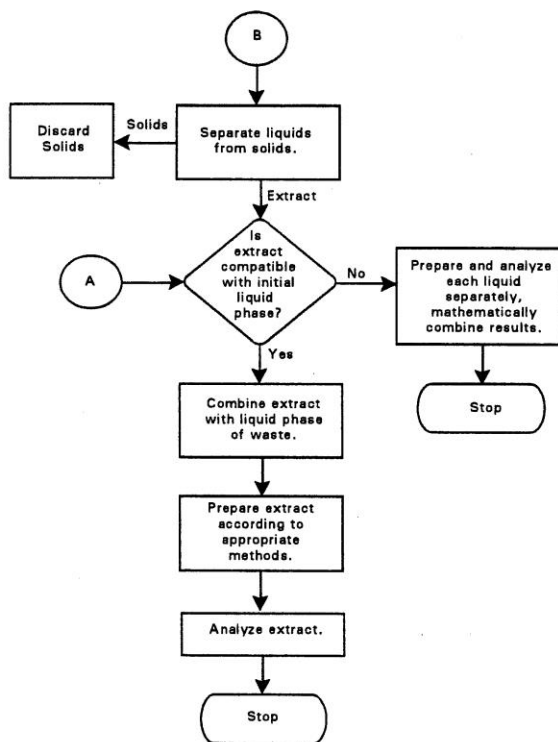 B
Discard
Solids
Solids
Separate liquids
from solids.
Extract
A
Is
extract
compatible
with initial
liquid
phase?
No
Prepare and analyze
each liquid
separately,
mathematically
combine results.
Stop
Yes
Combine extract
with liquid phase
of waste.
Prepare extract
according to
appropriate
methods.
Analyze extract.
Stop